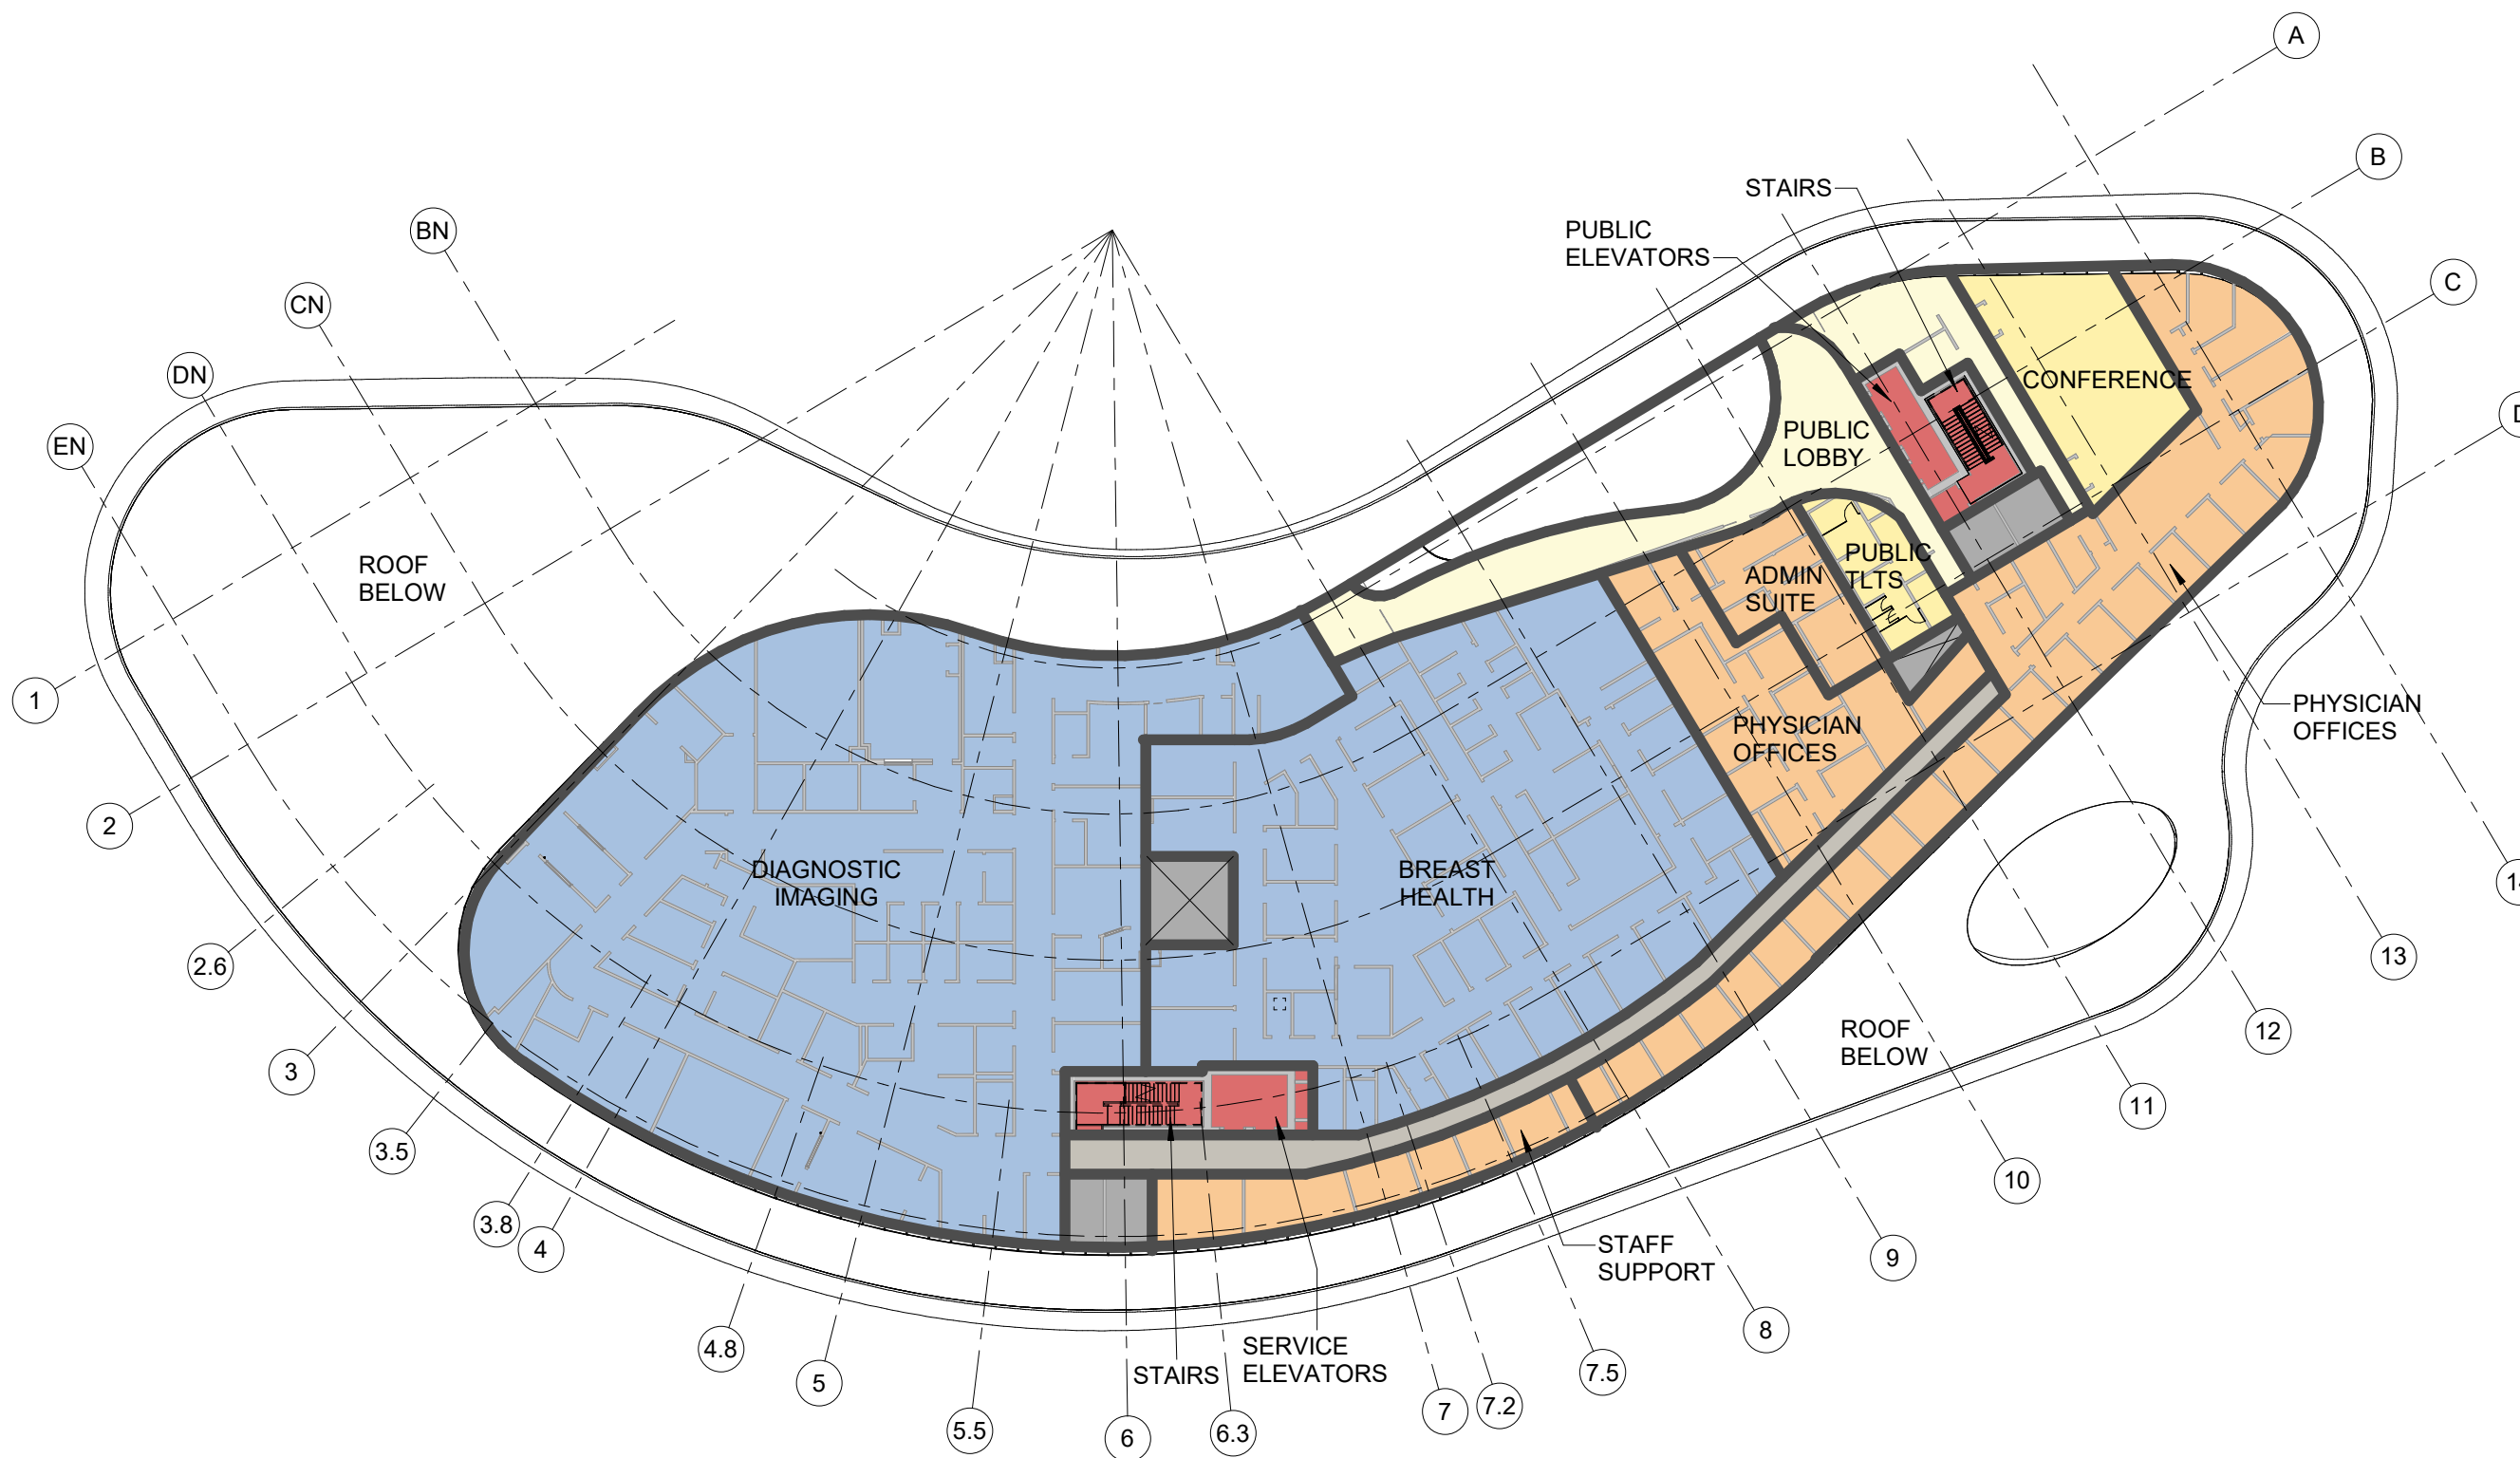 A
B
STAIRS
PUBLIC
ELEVATORS
BN
C
CN
DN
CONFERENCE
D
PUBLIC
LOBBY
EN
PUBLIC
TLTS
ROOF
BELOW
ADMIN
SUITE
1
PHYSICIAN
OFFICES
PHYSICIAN
OFFICES
2
DIAGNOSTIC
IMAGING
BREAST
HEALTH
14
13
2.6
ROOF
BELOW
12
3
11
3.5
10
3.8
4
STAFF
SUPPORT
9
8
4.8
SERVICE
ELEVATORS
STAIRS
7.5
5
7.2
7
5.5
6
6.3